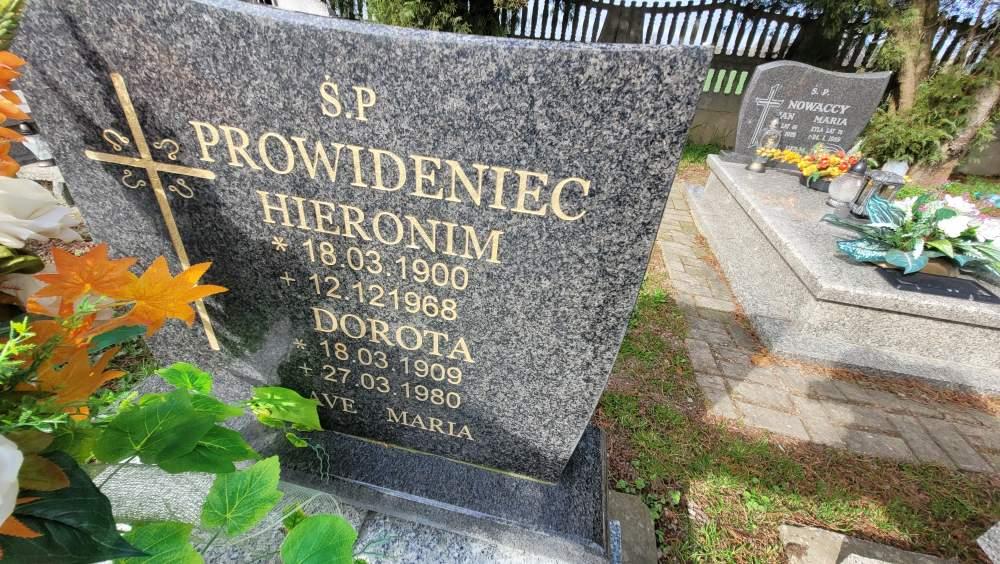 Ś.P
PROWIDENIEC
HIERONIM
* 18.03.1900
+ 12.121968
DOROTA
* 18.03.1909
+ 27.03.1980
AVE MARIA
Ś. P.
NOWACCY
MARIA